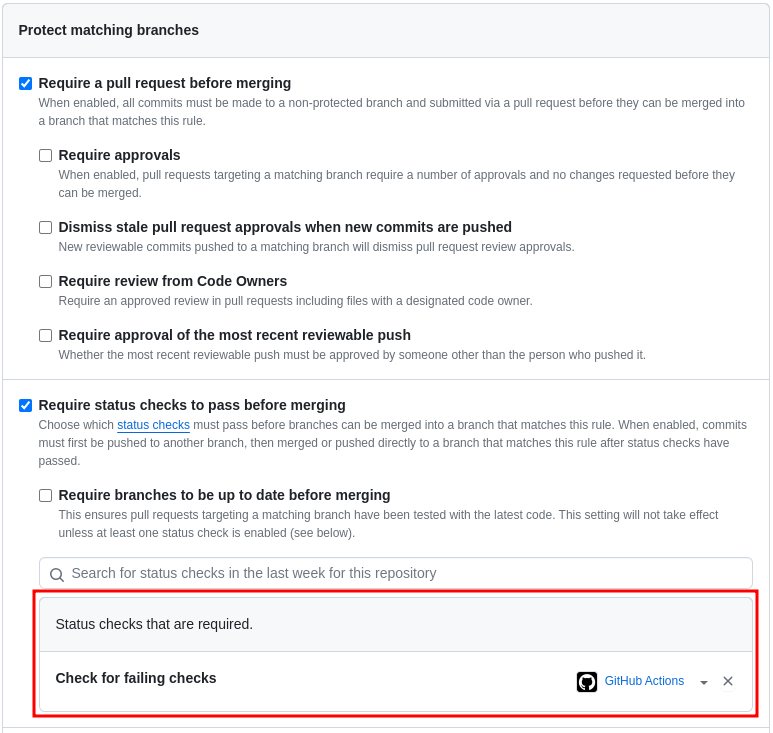 Protect matching branches
Require a pull request before merging
When enabled, all commits must be made to a non-protected branch and submitted via a pull request before they can be merged into
a branch that matches this rule.
Require approvals
When enabled, pull requests targeting a matching branch require a number of approvals and no changes requested before they
can be merged.
Dismiss stale pull request approvals when new commits are pushed
New reviewable commits pushed to a matching branch will dismiss pull request review approvals.
Require review from Code Owners
Require an approved review in pull requests including files with a designated code owner.
Require approval of the most recent reviewable push
Whether the most recent reviewable push must be approved by someone other than the person who pushed it.
Require status checks to pass before merging
Choose which status checks must pass before branches can be merged into a branch that matches this rule. When enabled, commits
must first be pushed to another branch, then merged or pushed directly to a branch that matches this rule after status checks have
passed.
Require branches to be up to date before merging
This ensures pull requests targeting a matching branch have been tested with the latest code. This setting will not take effect
unless at least one status check is enabled (see below).
Search for status checks in the last week for this repository
Status checks that are required.
Check for failing checks GitHub Actions